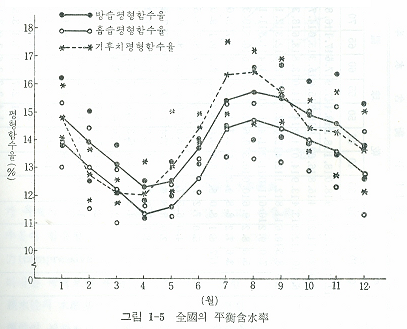 방습평형함수율
흡습평형함수율
기후치평형함수율
평형함수율(%)
18
17
16
15
14
13
12
11
10
0
1 2 3 4 5 6 7 8 9 10 11 12
(월)
그림 1-5 全國의 平衡含水率